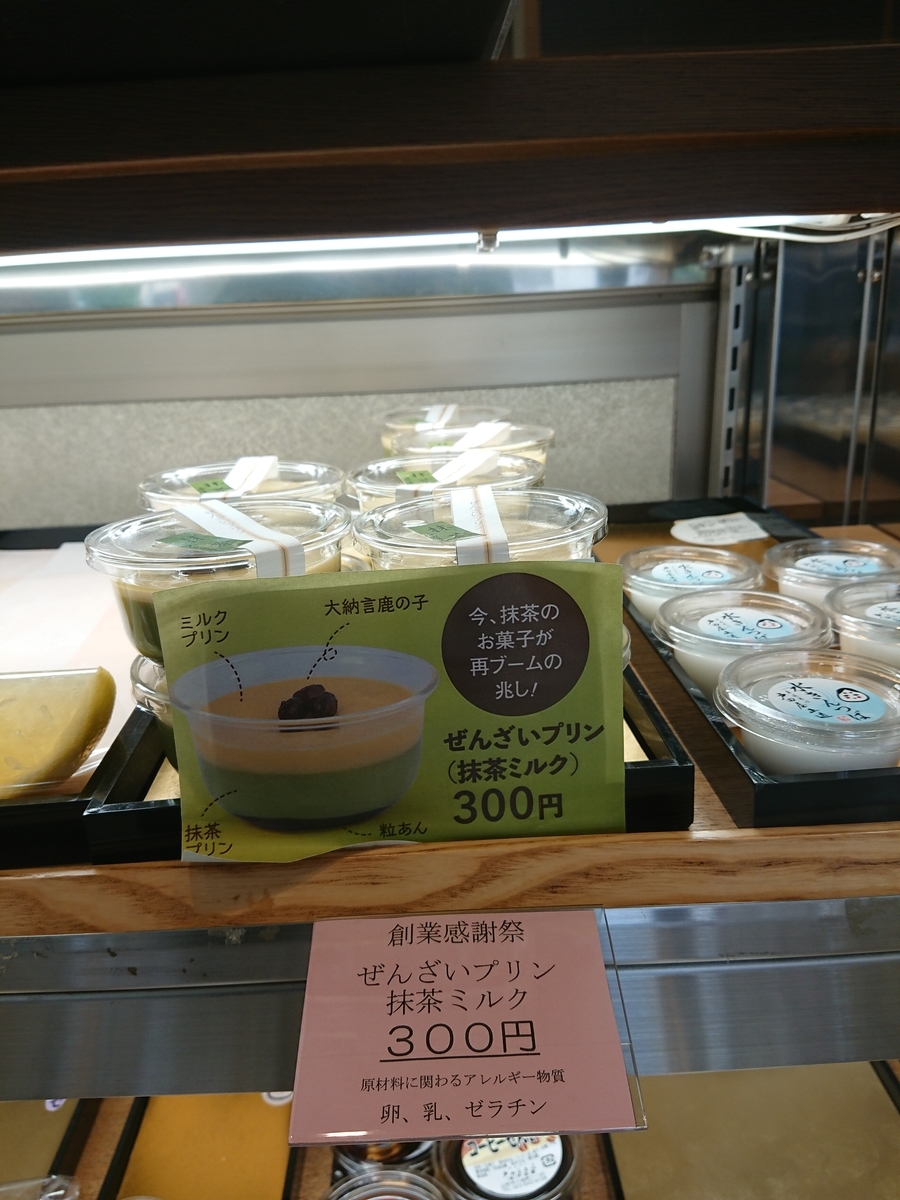 ミルク
プリン
大納言鹿の子
今、抹茶の
お菓子が
再ブームの
兆し!
ぜんざいプリン
(抹茶ミルク)
300円
抹茶
プリン
粒あん
創業感謝祭
ぜんざいプリン
抹茶ミルク
300円
原材料に関わるアレルギー物質
卵、乳、ゼラチン